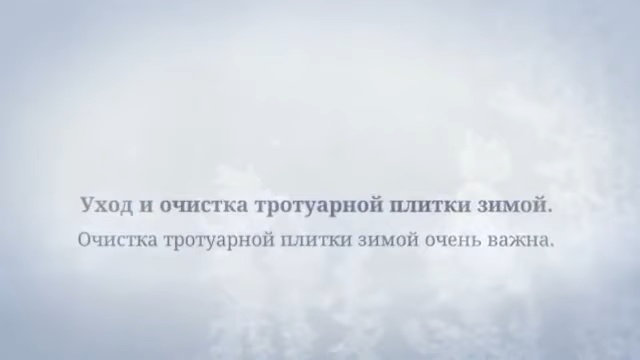 Уход и очистка тротуарной плитки зимой.
Очистка тротуарной плитки зимой очень важна.